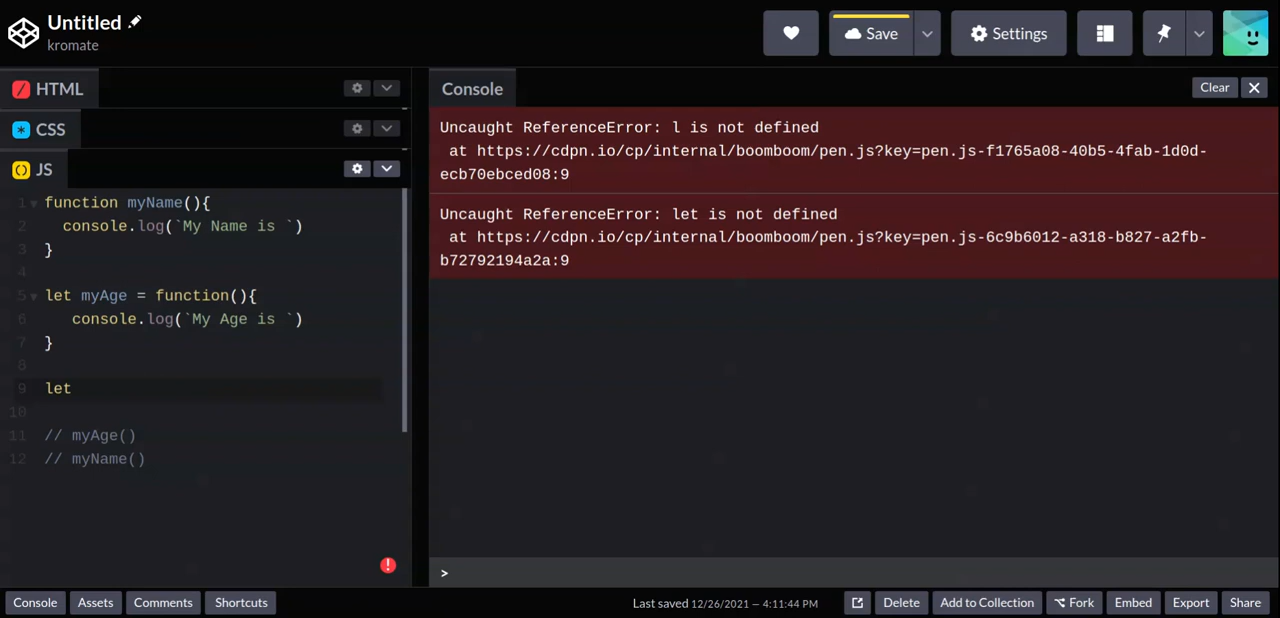 Untitled
kromate
Save
Settings
HTML
CSS
JS
1 function myName(){
2 console.log(`My Name is `)
3 }
4
5 let myAge = function(){
6 console.log(`My Age is `)
7 }
8
9 let
10
11 // myAge()
12 // myName()
Console
Clear
Uncaught ReferenceError: l is not defined
at https://cdpn.io/cp/internal/boomboom/pen.js?key=pen.js-f1765a08-40b5-4fab-1d0d-
ecb70ebced08:9
Uncaught ReferenceError: let is not defined
at https://cdpn.io/cp/internal/boomboom/pen.js?key=pen.js-6c9b6012-a318-b827-a2fb-
b72792194a2a:9
>
Console Assets Comments Shortcuts
Last saved 12/26/2021 — 4:11:44 PM
Delete Add to Collection Fork Embed Export Share